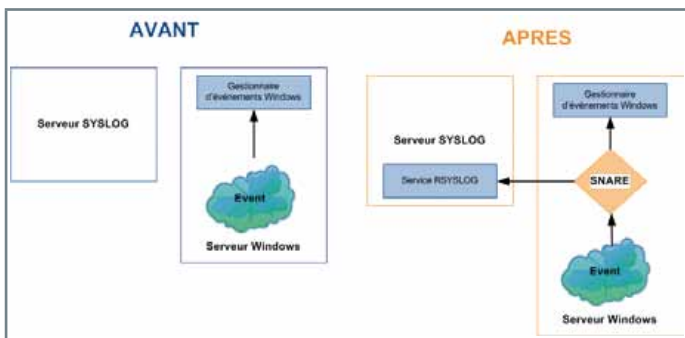 AVANT
Serveur SYSLOG
Gestionnaire
d'événements Windows
Event
Serveur Windows
APRES
Serveur SYSLOG
Service RSYSLOG
Gestionnaire
d'événements Windows
SNARE
Event
Serveur Windows